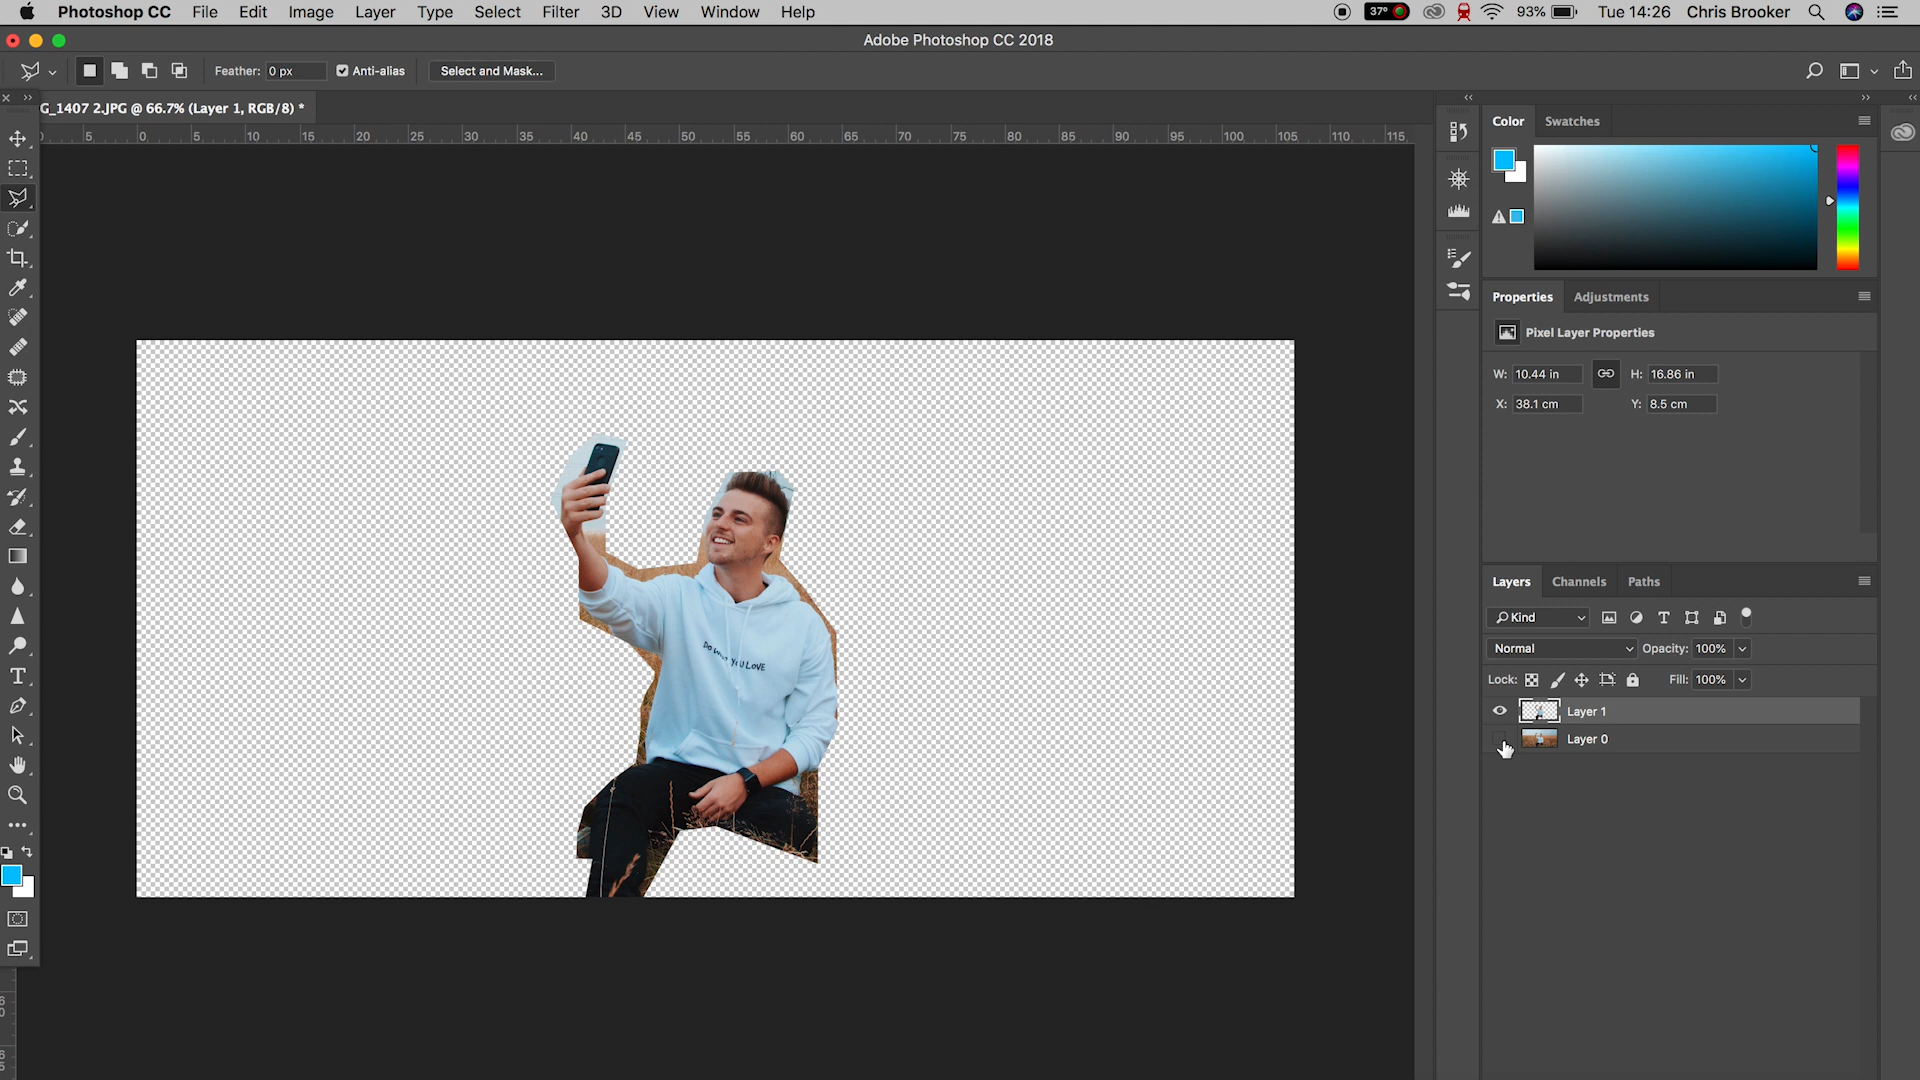 Photoshop CC File Edit Image Layer Type Select Filter 3D View Window Help 37° 93% Tue 14:26 Chris Brooker
Adobe Photoshop CC 2018
Feather: 0 px Anti-alias Select and Mask...
G_1407 2.JPG @ 66.7% (Layer 1, RGB/8) *
5 0 5 10 15 20 25 30 35 40 45 50 55 60 65 70 75 80 85 90 95 100 105 110 115
Color Swatches
Properties Adjustments
Pixel Layer Properties
W: 10.44 in H: 16.86 in
X: 38.1 cm Y: 8.5 cm
DO W YOU LOVE
Layers Channels Paths
Kind
Normal Opacity: 100%
Lock: Fill: 100%
Layer 1
Layer 0